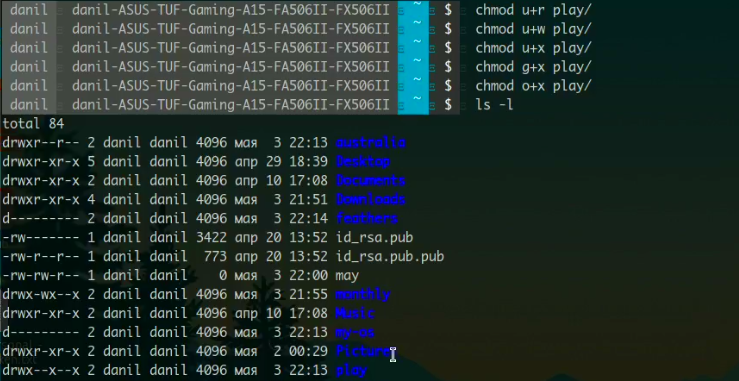 danil danil-ASUS-TUF-Gaming-A15-FA506II-FX506II ~ $ chmod u+r play/
danil danil-ASUS-TUF-Gaming-A15-FA506II-FX506II ~ $ chmod u+w play/
danil danil-ASUS-TUF-Gaming-A15-FA506II-FX506II ~ $ chmod u+x play/
danil danil-ASUS-TUF-Gaming-A15-FA506II-FX506II ~ $ chmod g+x play/
danil danil-ASUS-TUF-Gaming-A15-FA506II-FX506II ~ $ chmod o+x play/
danil danil-ASUS-TUF-Gaming-A15-FA506II-FX506II ~ $ ls -l
total 84
drwxr--r-- 2 danil danil 4096 мая 3 22:13 australia
drwxr-xr-x 5 danil danil 4096 апр 29 18:39 Desktop
drwxr-xr-x 2 danil danil 4096 апр 10 17:08 Documents
drwxr-xr-x 4 danil danil 4096 мая 3 21:51 Downloads
d--------- 2 danil danil 4096 мая 3 22:14 feathers
-rw------- 1 danil danil 3422 апр 20 13:52 id_rsa.pub
-rw-r--r-- 1 danil danil 773 апр 20 13:52 id_rsa.pub.pub
-rw-rw-r-- 1 danil danil 0 мая 3 22:00 may
drwx-wx--x 2 danil danil 4096 мая 3 21:55 monthly
drwxr-xr-x 2 danil danil 4096 апр 10 17:08 Music
d--------- 2 danil danil 4096 мая 3 22:13 my-os
drwxr-xr-x 2 danil danil 4096 мая 2 00:29 Pictures
drwx--x--x 2 danil danil 4096 мая 3 22:13 play